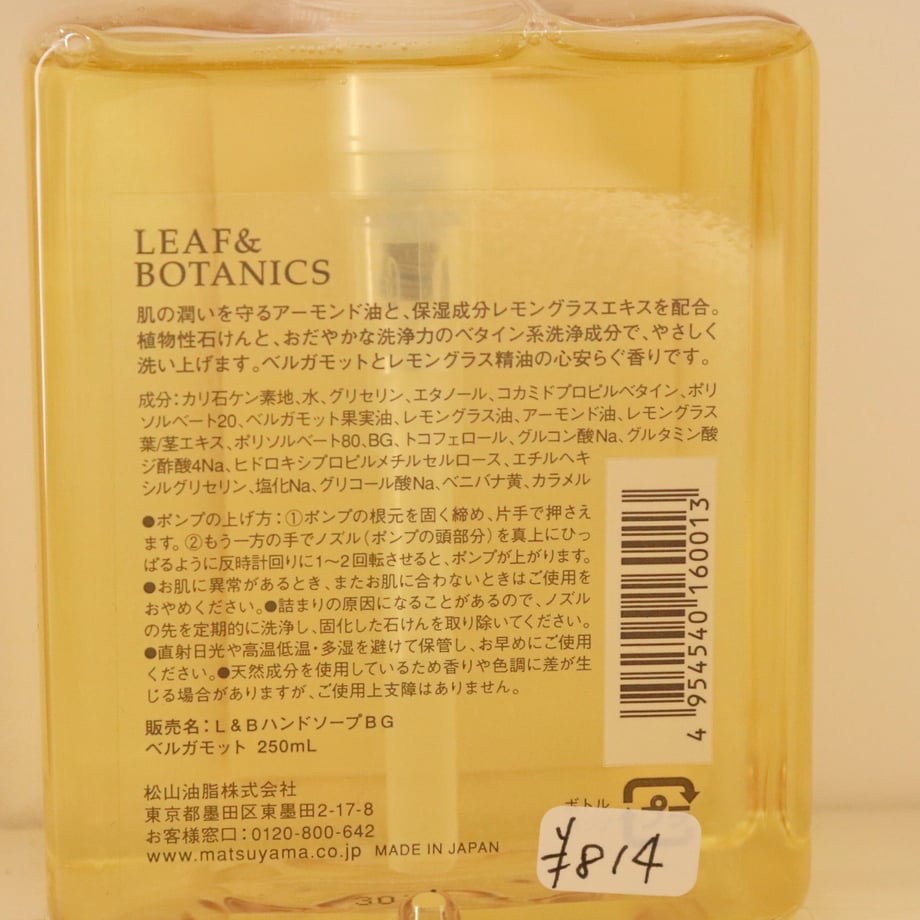 LEAF&
BOTANICS
肌の潤いを守るアーモンド油と、保湿成分レモングラスエキスを配合。
植物性石けんと、おだやかな洗浄力のベタイン系洗浄成分で、やさしく
洗い上げます。ベルガモットとレモングラス精油の心安らぐ香りです。
成分：カリ石ケン素地、水、グリセリン、エタノール、コカミドプロピルベタイン、ポリ
ソルベート20、ベルガモット果実油、レモングラス油、アーモンド油、レモングラス
葉/茎エキス、ポリソルベート80、BG、トコフェロール、グルコン酸Na、グルタミン酸
ジ酢酸4Na、ヒドロキシプロピルメチルセルロース、エチルヘキ
シルグリセリン、塩化Na、グリコール酸Na、ベニバナ黄、カラメル
●ポンプの上げ方：①ポンプの根元を固く締め、片手で押さえ
ます。②もう一方の手でノズル（ポンプの頭部分）を真上にひっ
ぱるように反時計回りに1〜2回転させると、ポンプが上がります。
●お肌に異常があるとき、またお肌に合わないときはご使用を
おやめください。●詰まりの原因になることがあるので、ノズル
の先を定期的に洗浄し、固化した石けんを取り除いてください。
●直射日光や高温低温・多湿を避けて保管し、お早めにご使用
ください。●天然成分を使用しているため香りや色調に差が生
じる場合がありますが、ご使用上支障はありません。
販売名：L＆BハンドソープBG
ベルガモット 250mL
松山油脂株式会社
東京都墨田区東墨田2-17-8
お客様窓口：0120-800-642
www.matsuyama.co.jp MADE IN JAPAN
4 954540 160013
ボトル
¥814